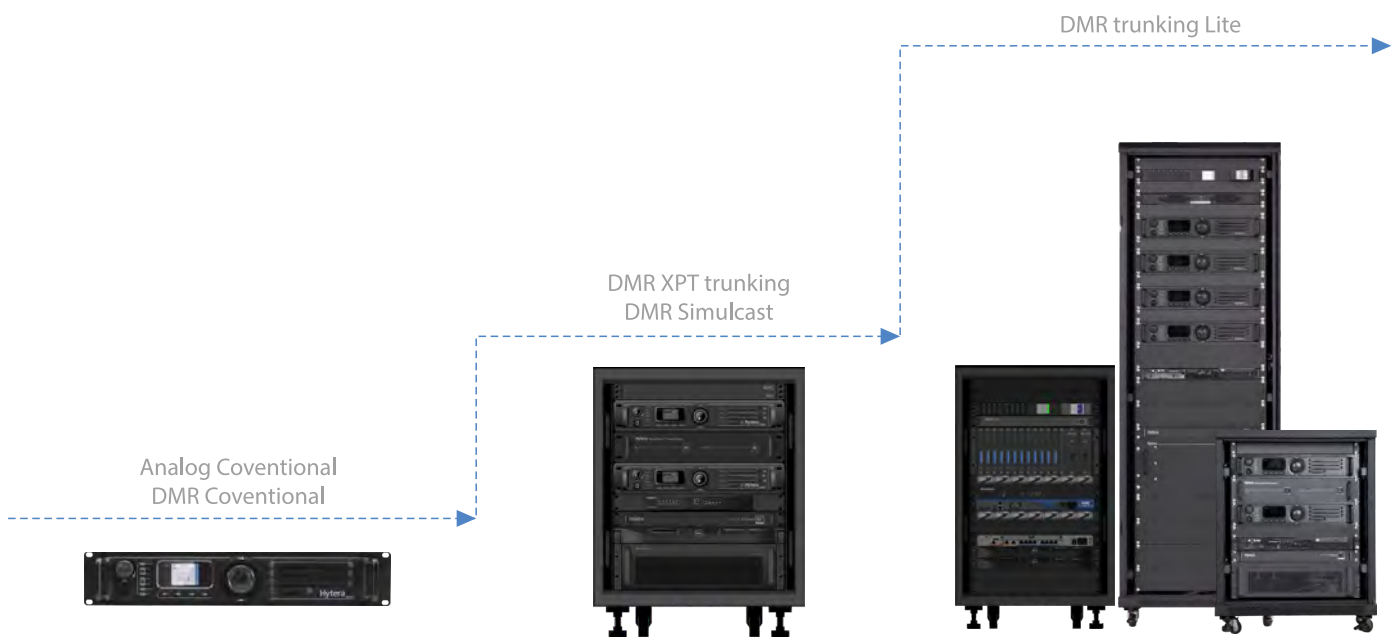 DMR trunking Lite
DMR XPT trunking
DMR Simulcast
Analog Coventional
DMR Coventional
Hytera